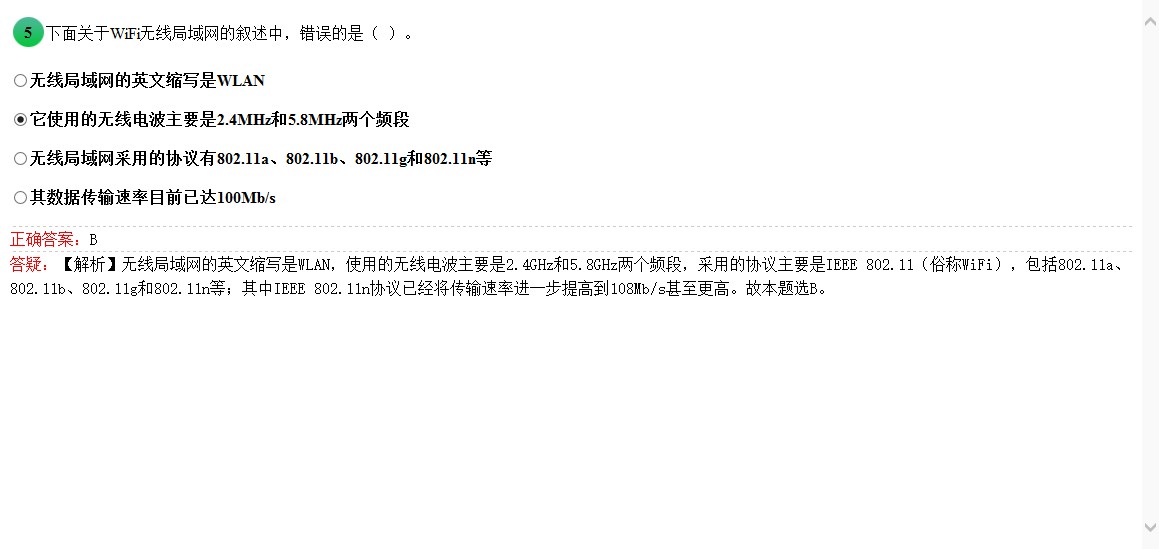 5 下面关于WiFi无线局域网的叙述中，错误的是（ ）。
无线局域网的英文缩写是WLAN
它使用的无线电波主要是2.4MHz和5.8MHz两个频段
无线局域网采用的协议有802.11a、802.11b、802.11g和802.11n等
其数据传输速率目前已达100Mb/s
正确答案：B
答疑：【解析】无线局域网的英文缩写是WLAN，使用的无线电波主要是2.4GHz和5.8GHz两个频段，采用的协议主要是IEEE 802.11（俗称WiFi），包括802.11a、
802.11b、802.11g和802.11n等；其中IEEE 802.11n协议已经将传输速率进一步提高到108Mb/s甚至更高。故本题选B。